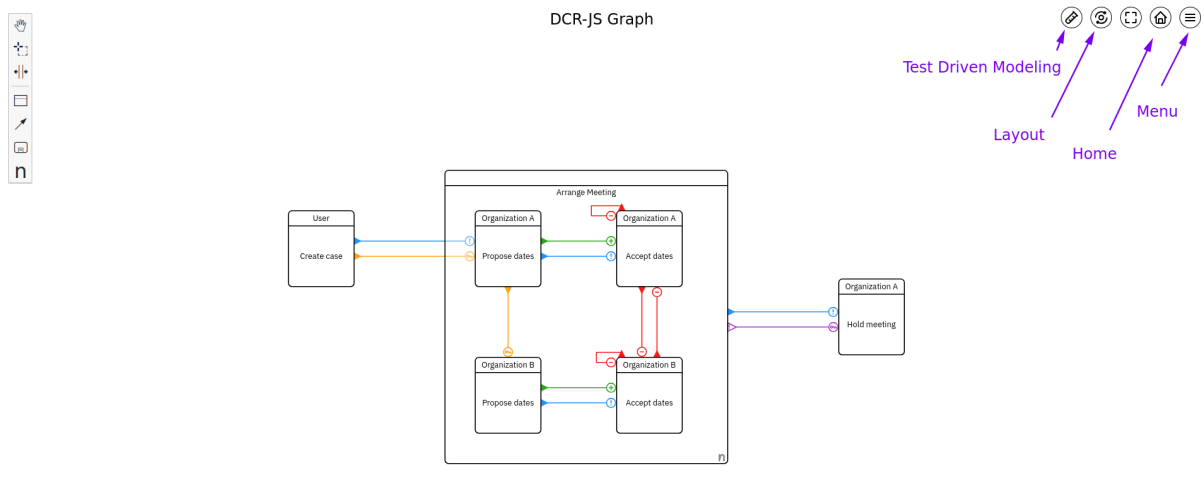 DCR-JS Graph
Test Driven Modeling
Layout
Home
Menu
n
Arrange Meeting
User
Create case
Organization A
Propose dates
Organization A
Accept dates
Organization A
Hold meeting
Organization B
Propose dates
Organization B
Accept dates
n